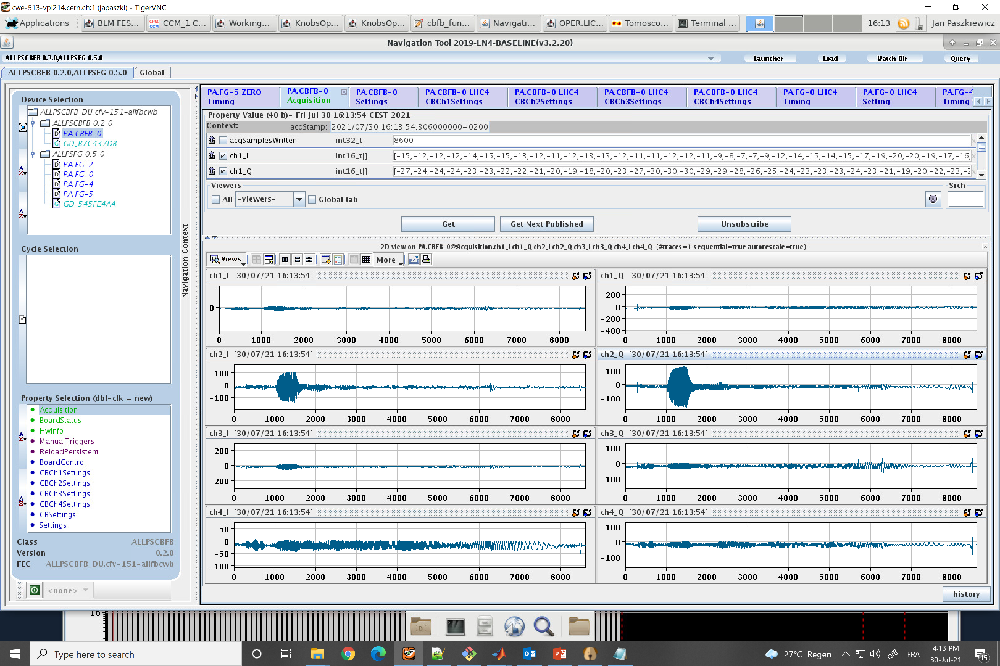 cwe-513-vpl214.cern.ch:1 (japaszki) - TigerVNC
Applications BLM FES... CPSC CCM CCM_1 C... Working... KnobsOp... KnobsOp... cbfb_fun... Navigati... OPER.LIC... Tomosco... Terminal ... 16:13 Jan Paszkiewicz
Navigation Tool 2019-LN4-BASELINE(v3.2.20)
ALLPSCBFB 0.2.0,ALLPSFG 0.5.0 Launcher Load Watch Dir Query
ALLPSCBFB 0.2.0,ALLPSFG 0.5.0 Global
Device Selection
ALLPSCBFB_DU.cfv-151-allfbcwb
ALLPSCBFB 0.2.0
PA.CBFB-0
GD_B7C437DB
ALLPSFG 0.5.0
PA.FG-2
PA.FG-0
PA.FG-4
PA.FG-5
GD_545FE4A4
Cycle Selection
Property Selection (dbl-clk = new)
Acquisition
BoardStatus
HwInfo
ManualTriggers
ReloadPersistent
BoardControl
CBCh1Settings
CBCh2Settings
CBCh3Settings
CBCh4Settings
CBSettings
Settings
Class ALLPSCBFB
Version 0.2.0
FEC ALLPSCBFB_DU.cfv-151-allfbcwb
<none>
Navigation Context
PA.FG-5 ZERO Timing
PA.CBFB-0 Acquisition
PA.CBFB-0 Settings
PA.CBFB-0 LHC4 CBCh1Settings
PA.CBFB-0 LHC4 CBCh2Settings
PA.CBFB-0 LHC4 CBCh3Settings
PA.CBFB-0 LHC4 CBCh4Settings
PA.FG-0 LHC4 Timing
PA.FG-0 LHC4 Setting
PA.FG-4 Timing
Property Value (40 b)- Fri Jul 30 16:13:54 CEST 2021
Context: acqStamp: 2021/07/30 16:13:54.306000000+0200
acqSamplesWritten int32_t 8600
ch1_I int16_t[] [-15,-12,-12,-12,-14,-15,-15,-13,-12,-11,-12,-13,-13,-12,-11,-11,-12,-12,-11,-9,-8,-7,-7,-9,-12,-14,-15,-14,-15,-17,-19,-20,-20,-19,-17,-16,
ch1_Q int16_t[] [-27,-24,-24,-24,-23,-23,-22,-22,-21,-20,-19,-18,-20,-23,-27,-30,-30,-30,-29,-29,-28,-26,-25,-24,-23,-23,-23,-24,-23,-21,-19,-20,-22,-23,-2
Viewers Srch
All -viewers- Global tab
Get Get Next Published Unsubscribe
2D view on PA.CBFB-0@:Acquisition.ch1_I ch1_Q ch2_I ch2_Q ch3_I ch3_Q ch4_I ch4_Q {#traces=1 sequential=true autorescale=true}
Views More
ch1_I [30/07/21 16:13:54]
0
0 1000 2000 3000 4000 5000 6000 7000 8000
ch1_Q [30/07/21 16:13:54]
200
0
-200
-400
0 1000 2000 3000 4000 5000 6000 7000 8000
ch2_I [30/07/21 16:13:54]
100
0
-100
0 1000 2000 3000 4000 5000 6000 7000 8000
ch2_Q [30/07/21 16:13:54]
100
0
-100
0 1000 2000 3000 4000 5000 6000 7000 8000
ch3_I [30/07/21 16:13:54]
200
0
-200
0 1000 2000 3000 4000 5000 6000 7000 8000
ch3_Q [30/07/21 16:13:54]
100
0
-100
0 1000 2000 3000 4000 5000 6000 7000 8000
ch4_I [30/07/21 16:13:54]
50
0
-50
-100
0 1000 2000 3000 4000 5000 6000 7000 8000
ch4_Q [30/07/21 16:13:54]
100
0
-100
0 1000 2000 3000 4000 5000 6000 7000 8000
history
10
Type here to search
27°C Regen FRA 4:13 PM
30-Jul-21
15